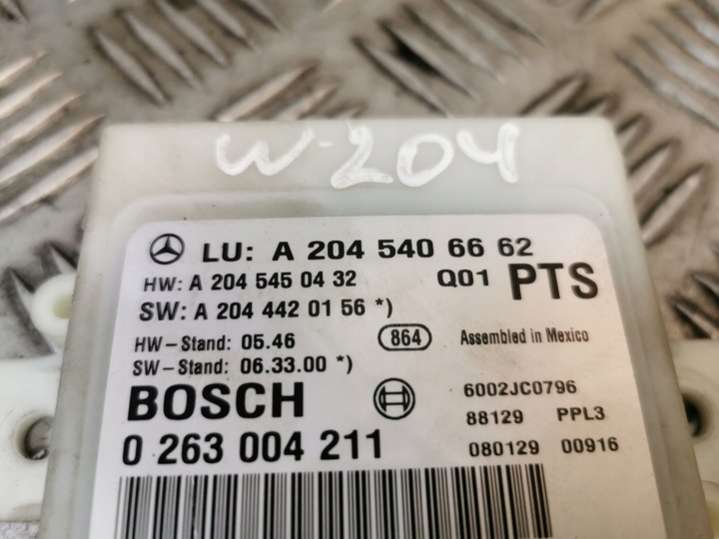 W-204
LU: A 204 540 66 62
HW: A 204 545 04 32 Q01 PTS
SW: A 204 442 01 56 *)
HW-Stand: 05.46 864 Assembled in Mexico
SW-Stand: 06.33.00 *)
BOSCH 6002JC0796
88129 PPL3
0 263 004 211 080129 00916